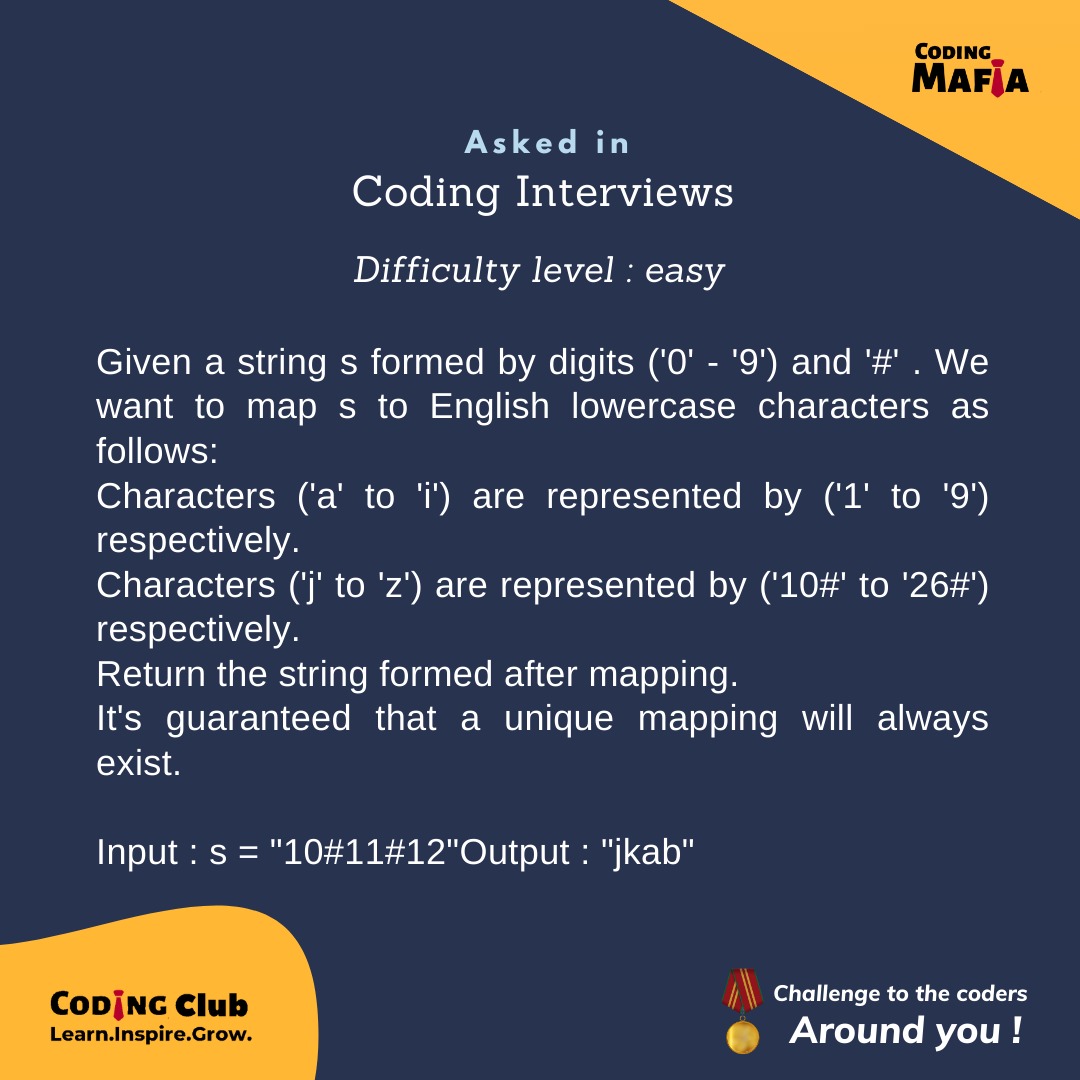 CODING
MAFIA
Asked in
Coding Interviews
Difficulty level : easy
Given a string s formed by digits ('0' - '9') and '#' . We
want to map s to English lowercase characters as
follows:
Characters ('a' to 'i') are represented by ('1' to '9')
respectively.
Characters ('j' to 'z') are represented by ('10#' to '26#')
respectively.
Return the string formed after mapping.
It's guaranteed that a unique mapping will always
exist.
Input : s = "10#11#12"Output : "jkab"
CODING Club
Learn.Inspire.Grow.
Challenge to the coders
Around you !